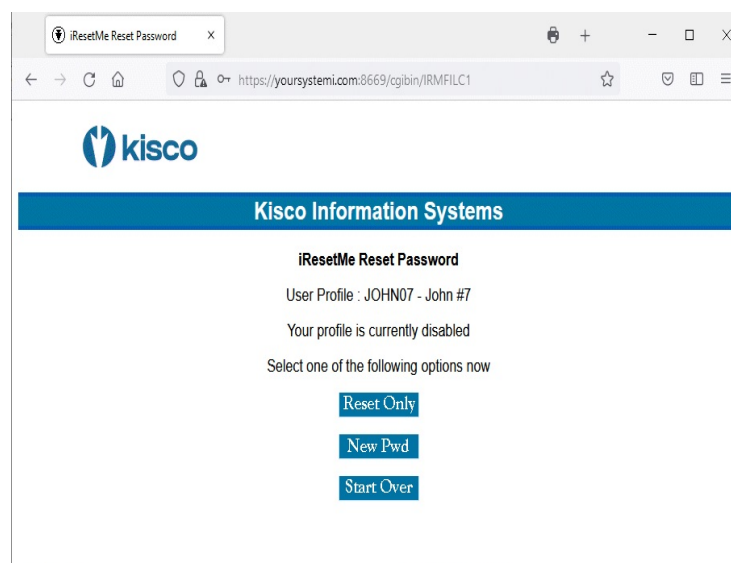 iResetMe Reset Password
https://yoursystemi.com:8669/cgibin/IRMFILC1
kisco
Kisco Information Systems
iResetMe Reset Password
User Profile : JOHN07 - John #7
Your profile is currently disabled
Select one of the following options now
Reset Only
New Pwd
Start Over